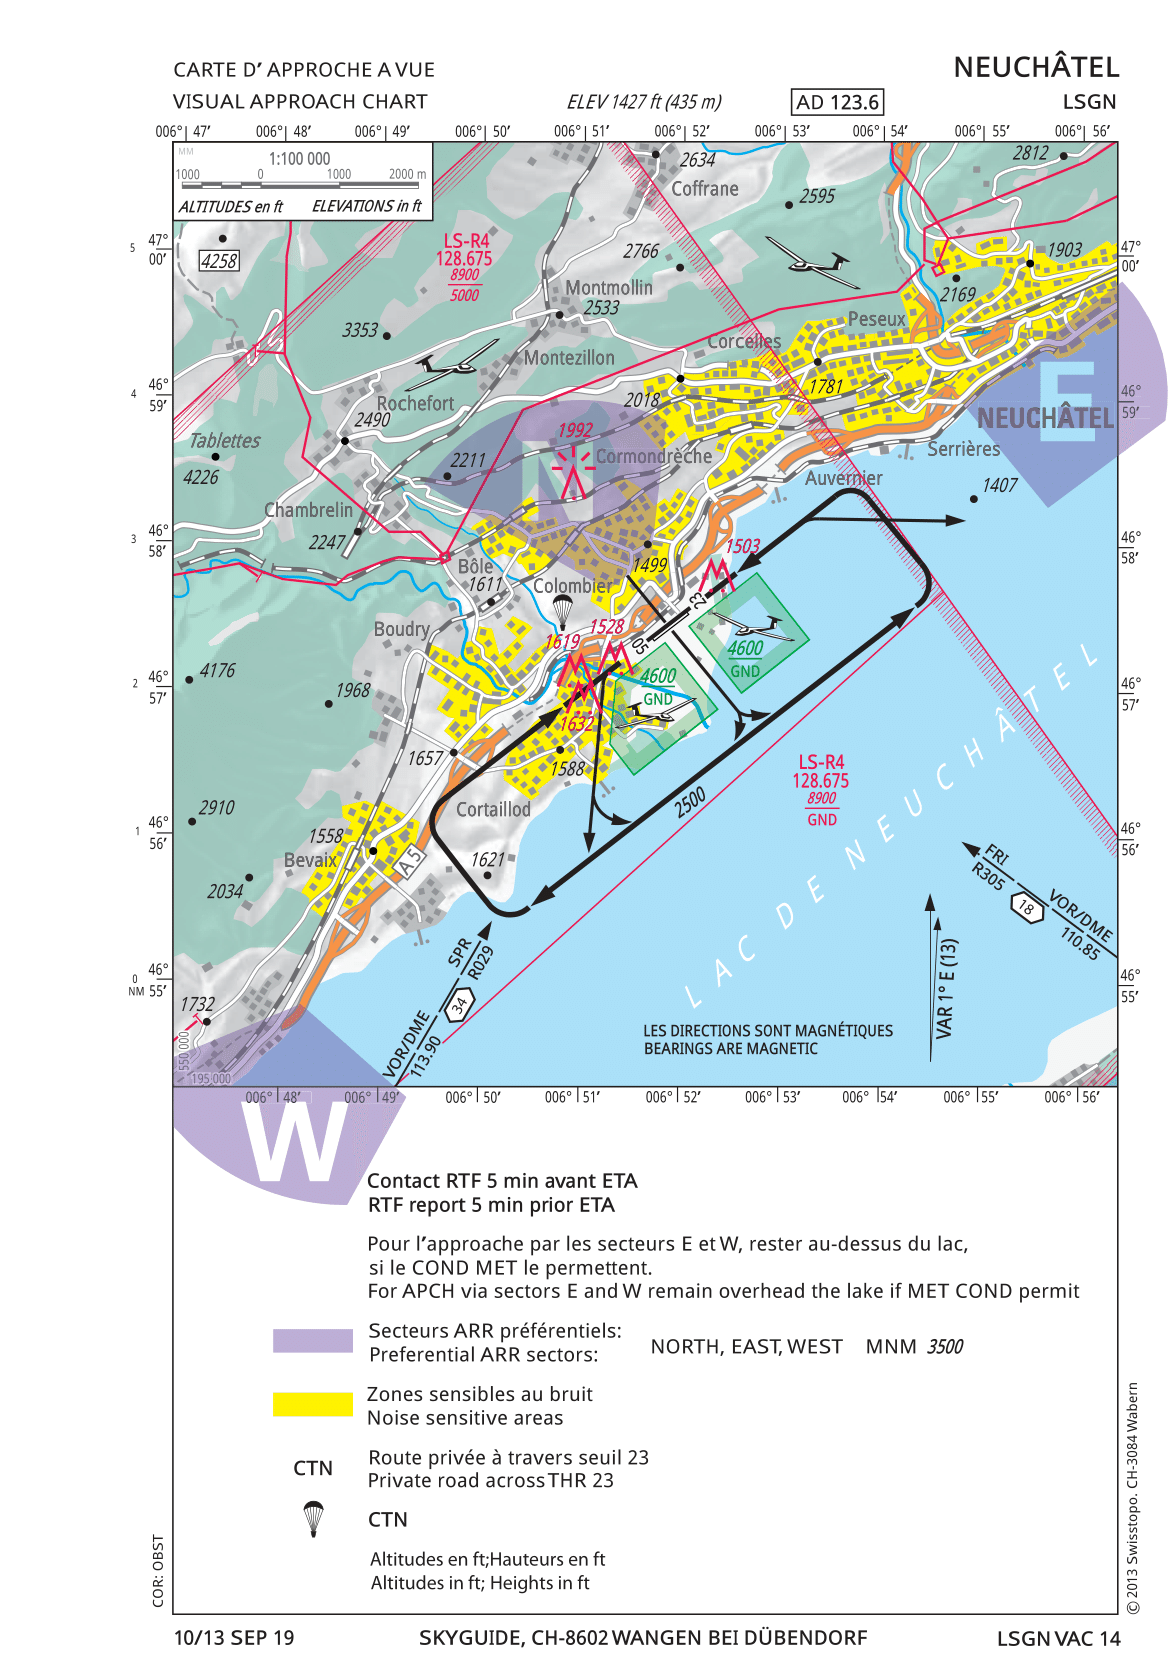 CARTE D' APPROCHE A VUE
NEUCHÂTEL
VISUAL APPROACH CHART
ELEV 1427 ft (435 m)
AD 123.6
LSGN
006° 47'
006° 48'
006° 49'
006° 50'
006° 51'
006° 52'
006° 53'
006° 54'
006° 55'
006° 56'
MM
1:100 000
1000
0
1000
2000 m
ALTITUDES en ft
ELEVATIONS in ft
2634
2812
Coffrane
2595
5
47°
00'
4258
LS-R4
128.675
8900
5000
2766
1903
47°
00'
Montmollin
2533
2169
3353
Peseux
Corcelles
Montezillon
4
46°
59'
Rochefort
2018
1781
E
46°
59'
2490
NEUCHÂTEL
Tablettes
1992
N
4226
2211
Cormondrèche
Serrières
Auvernier
1407
Chambrelin
3
46°
58'
2247
1503
46°
58'
1499
Bôle
1611
Colombier
23
Boudry
1528
1619
05
4600
GND
4176
4600
GND
2
46°
57'
1968
46°
57'
1632
1657
1588
LS-R4
128.675
8900
GND
2500
2910
Cortaillod
1
46°
56'
1558
46°
56'
Bevaix
A 5
1621
2034
FRI
R305
18
VOR/DME
110.85
LAC DE NEUCHÂTEL
SPR
R029
34
VOR/DME
113.90
0
NM
46°
55'
46°
55'
VAR 1° E (13)
1732
LES DIRECTIONS SONT MAGNÉTIQUES
BEARINGS ARE MAGNETIC
550 000
195 000
006° 48'
006° 49'
006° 50'
006° 51'
006° 52'
006° 53'
006° 54'
006° 55'
006° 56'
W
Contact RTF 5 min avant ETA
RTF report 5 min prior ETA
Pour l'approche par les secteurs E et W, rester au-dessus du lac,
si le COND MET le permettent.
For APCH via sectors E and W remain overhead the lake if MET COND permit
Secteurs ARR préférentiels:
Preferential ARR sectors:
NORTH, EAST, WEST MNM 3500
Zones sensibles au bruit
Noise sensitive areas
CTN
Route privée à travers seuil 23
Private road across THR 23
CTN
Altitudes en ft;Hauteurs en ft
Altitudes in ft; Heights in ft
COR: OBST
© 2013 Swisstopo. CH-3084 Wabern
10/13 SEP 19
SKYGUIDE, CH-8602 WANGEN BEI DÜBENDORF
LSGN VAC 14